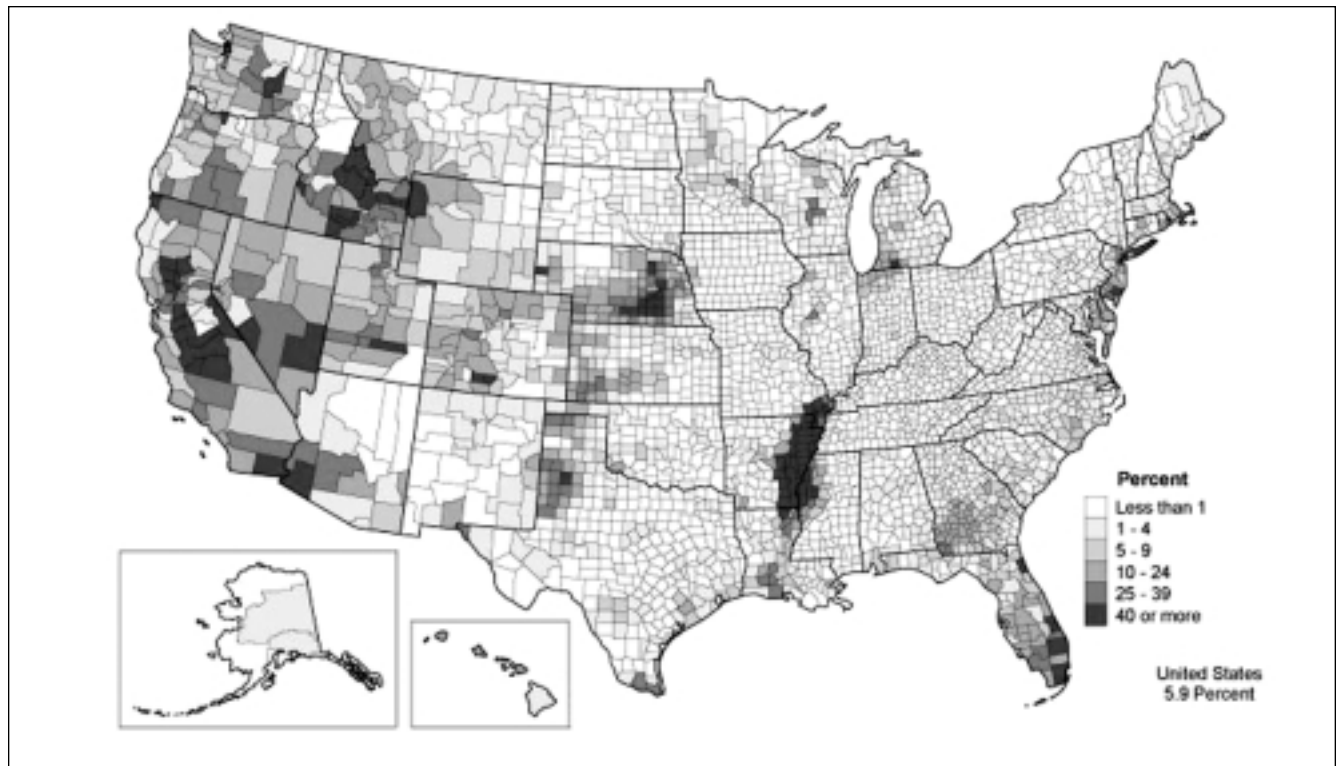 Percent
Less than 1
1 - 4
5 - 9
10 - 24
25 - 39
40 or more
United States
5.9 Percent